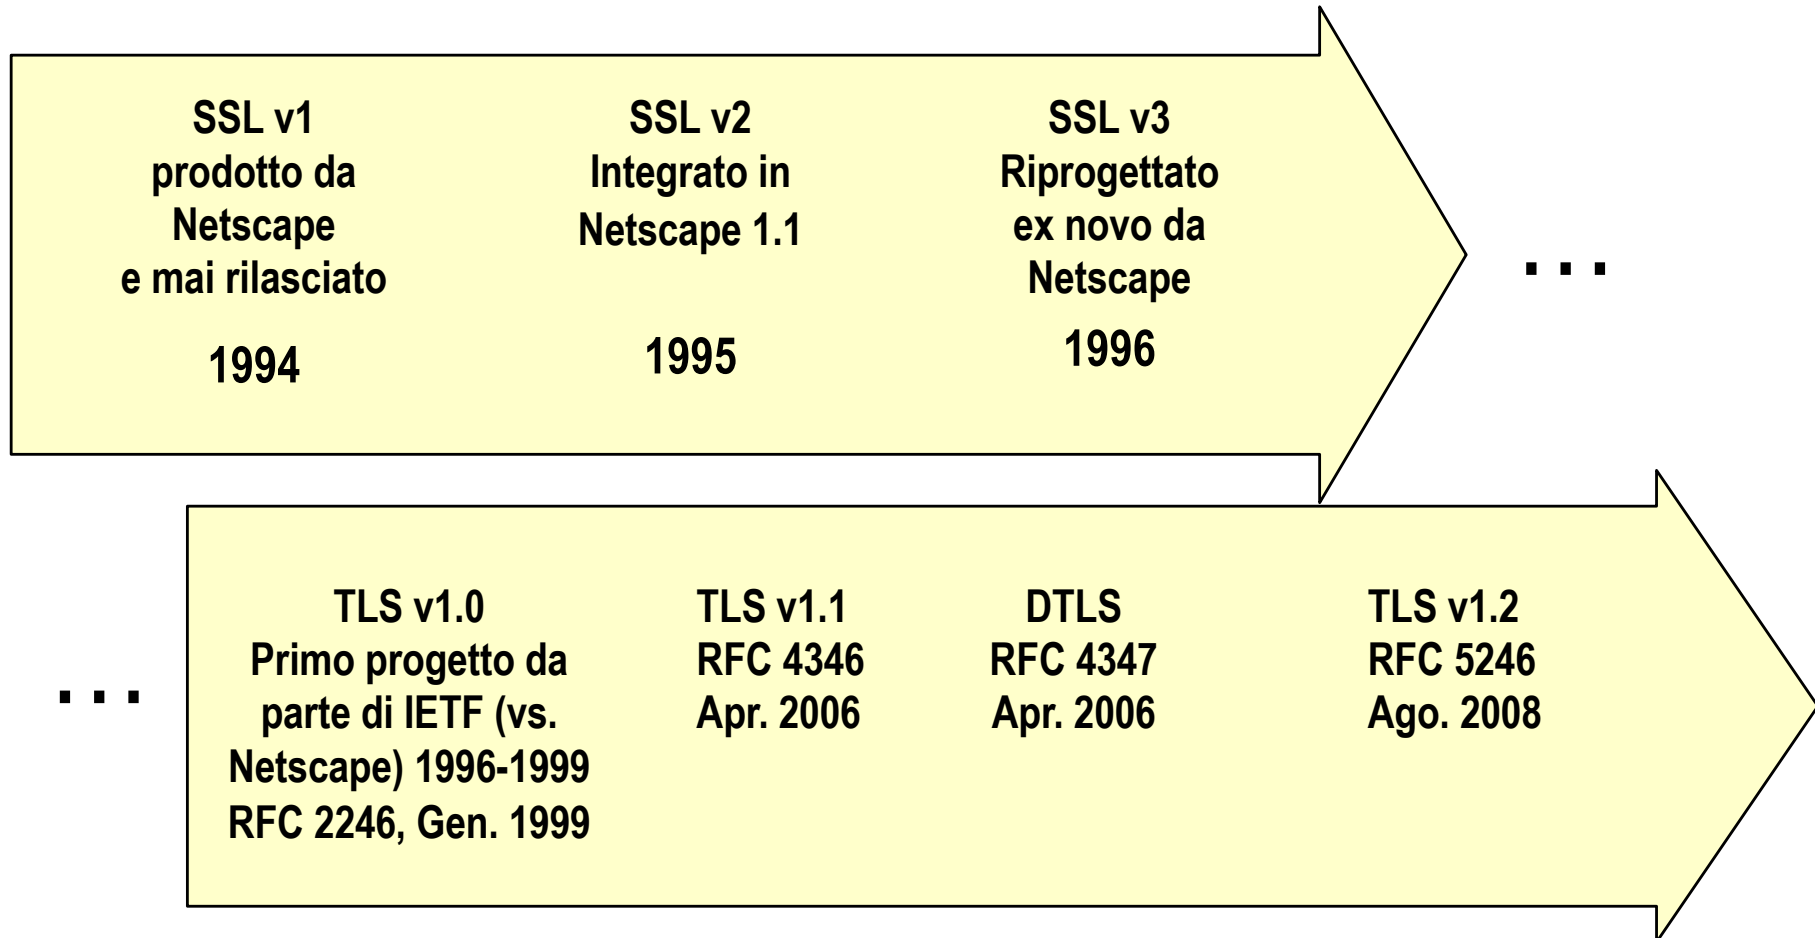 SSL v1
prodotto da
Netscape
e mai rilasciato
1994
SSL v2
Integrato in
Netscape 1.1
1995
SSL v3
Riprogettato
ex novo da
Netscape
1996
...
...
TLS v1.0
Primo progetto da
parte di IETF (vs.
Netscape) 1996-1999
RFC 2246, Gen. 1999
TLS v1.1
RFC 4346
Apr. 2006
DTLS
RFC 4347
Apr. 2006
TLS v1.2
RFC 5246
Ago. 2008